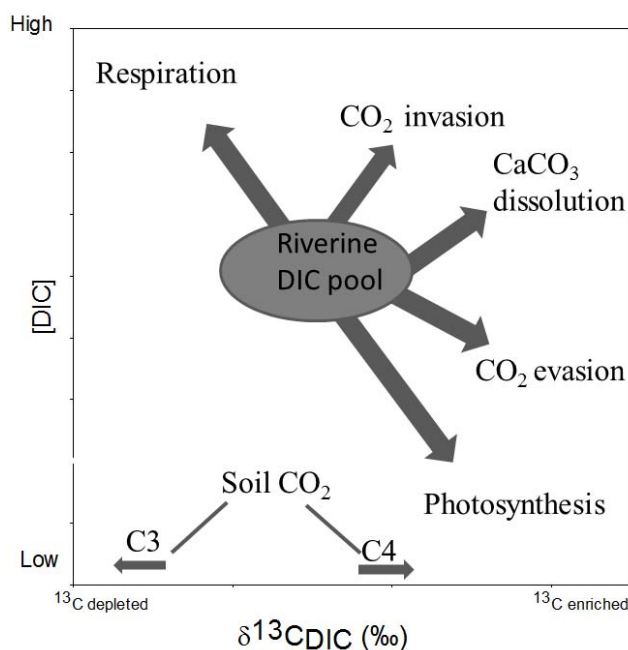 High
Respiration
CO₂ invasion
CaCO₃
dissolution
Riverine
DIC pool
[DIC]
CO₂ evasion
Soil CO₂
Photosynthesis
C3
C4
Low
¹³C depleted
¹³C enriched
δ¹³C_DIC (‰)